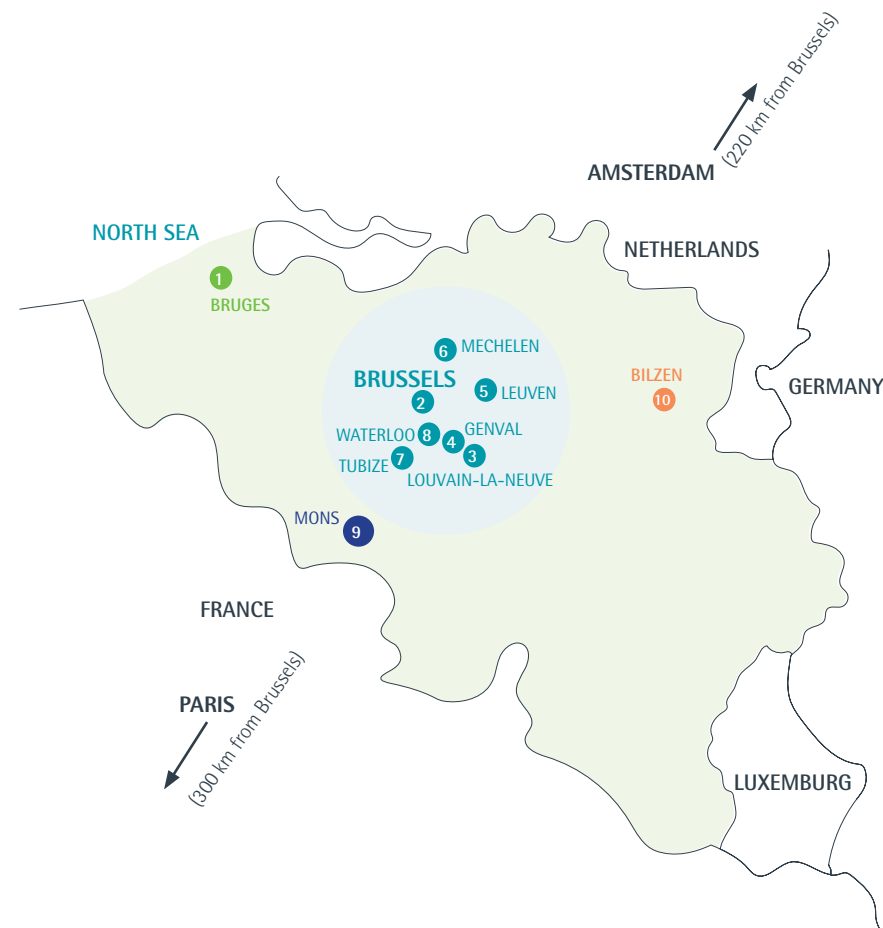 (220 km from Brussels)
AMSTERDAM
NORTH SEA
NETHERLANDS
1
BRUGES
6 MECHELEN
BRUSSELS
2
5 LEUVEN
BILZEN
10
GERMANY
WATERLOO 8
4 GENVAL
TUBIZE 7
3
LOUVAIN-LA-NEUVE
MONS 9
FRANCE
PARIS
(300 km from Brussels)
LUXEMBURG